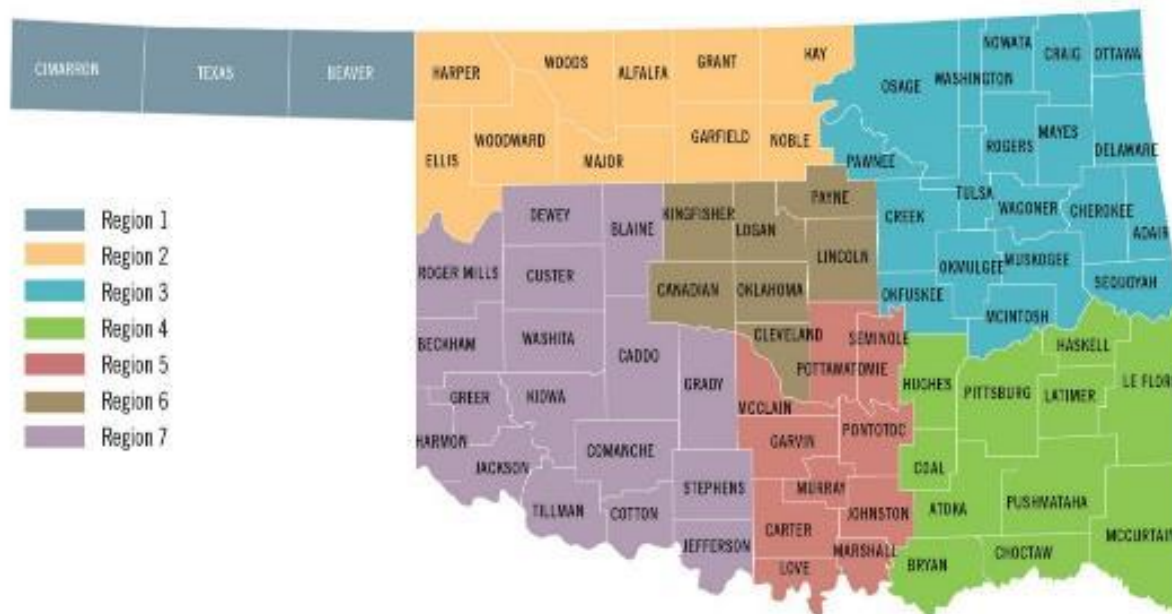 CIMARRON
TEXAS
BEAVER
HARPER
WOODS
ALFALFA
GRANT
KAY
OSAGE
WASHINGTON
NOWATA
CRAIG
OTTAWA
ELLIS
WOODWARD
MAJOR
GARFIELD
NOBLE
PAWNEE
ROGERS
MAYES
DELAWARE
Region 1
Region 2
Region 3
Region 4
Region 5
Region 6
Region 7
DEWEY
BLAINE
KINGFISHER
LOGAN
PAYNE
CREEK
TULSA
WAGONER
CHEROKEE
ADAIR
ROGER MILLS
CUSTER
CANADIAN
OKLAHOMA
LINCOLN
OKFUSKEE
OKMULGEE
MUSKOGEE
MCINTOSH
SEQUOYAH
BECKHAM
WASHITA
CADDO
GRADY
CLEVELAND
POTTAWATOMIE
SEMINOLE
HUGHES
PITTSBURG
HASKELL
LATIMER
LE FLOR
GREER
KIOWA
HARMON
JACKSON
COMANCHE
MCCLAIN
GARVIN
PONTOTOC
COAL
TILLMAN
COTTON
STEPHENS
JEFFERSON
MURRAY
CARTER
JOHNSTON
MARSHALL
LOVE
ATOKA
PUSHMATAHA
BRYAN
CHOCTAW
MCCURTAIN